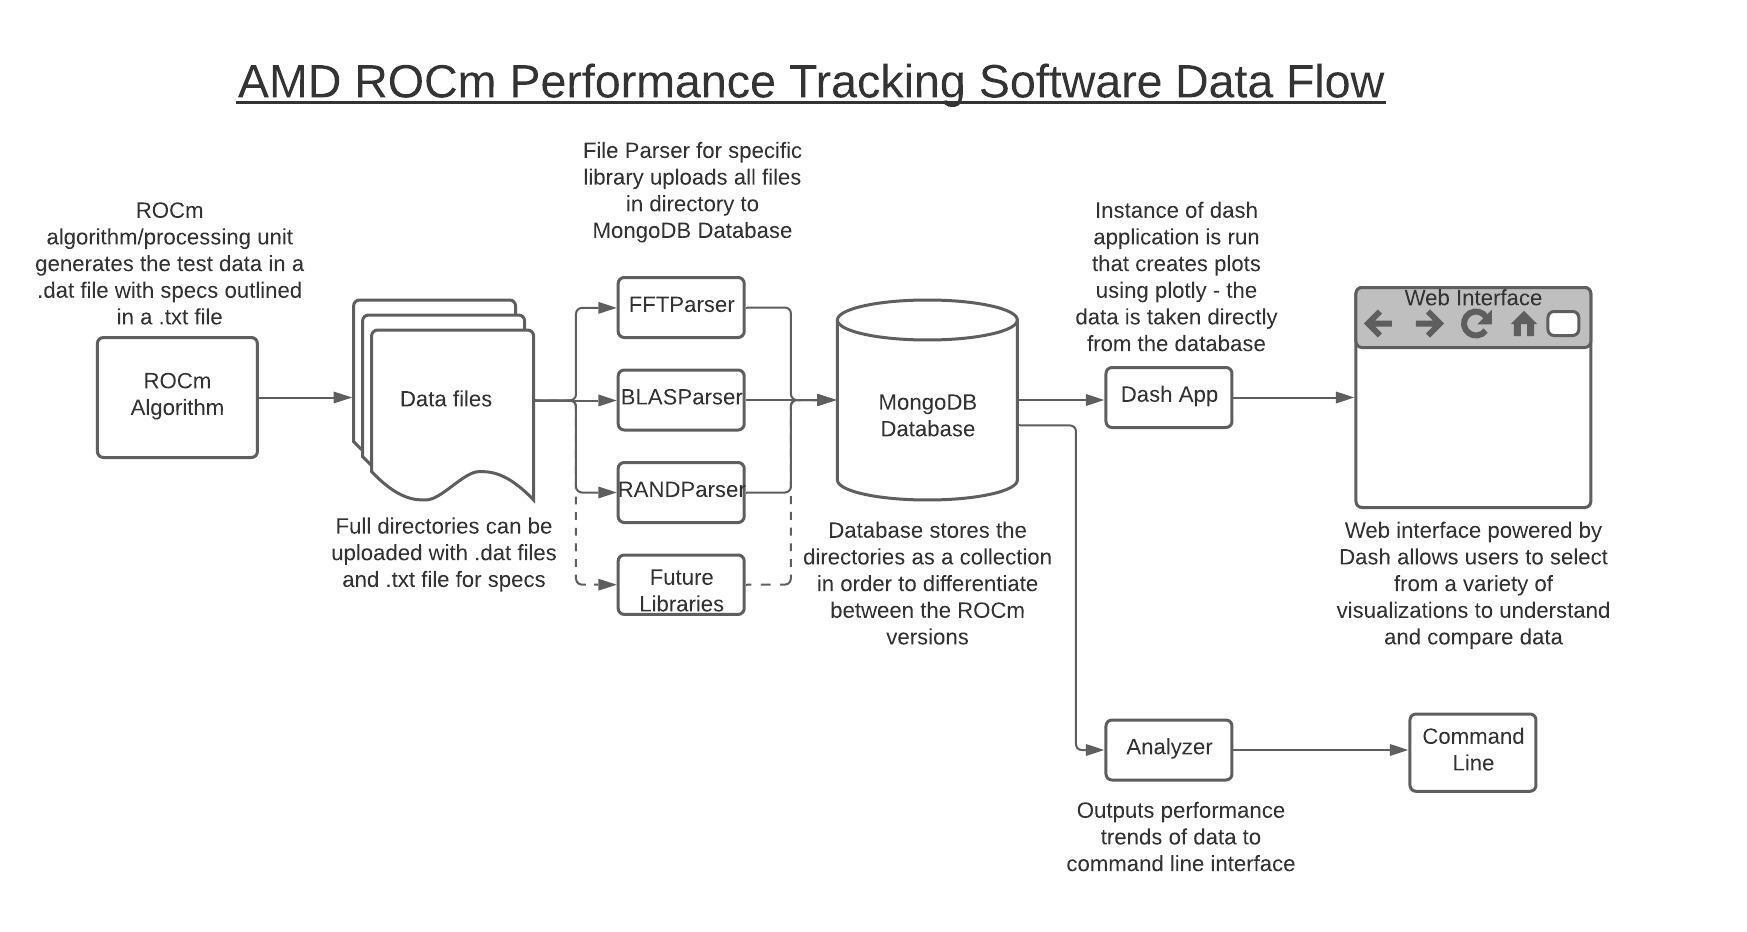 AMD ROCm Performance Tracking Software Data Flow
File Parser for specific
library uploads all files
in directory to
MongoDB Database
ROCm
algorithm/processing unit
generates the test data in a
.dat file with specs outlined
in a .txt file
ROCm
Algorithm
Data files
Full directories can be
uploaded with .dat files
and .txt file for specs
FFTParser
BLASParser
RANDParser
Future
Libraries
MongoDB
Database
Database stores the
directories as a collection
in order to differentiate
between the ROCm
versions
Instance of dash
application is run
that creates plots
using plotly - the
data is taken directly
from the database
Dash App
Web Interface
Web interface powered by
Dash allows users to select
from a variety of
visualizations to understand
and compare data
Analyzer
Outputs performance
trends of data to
command line interface
Command
Line